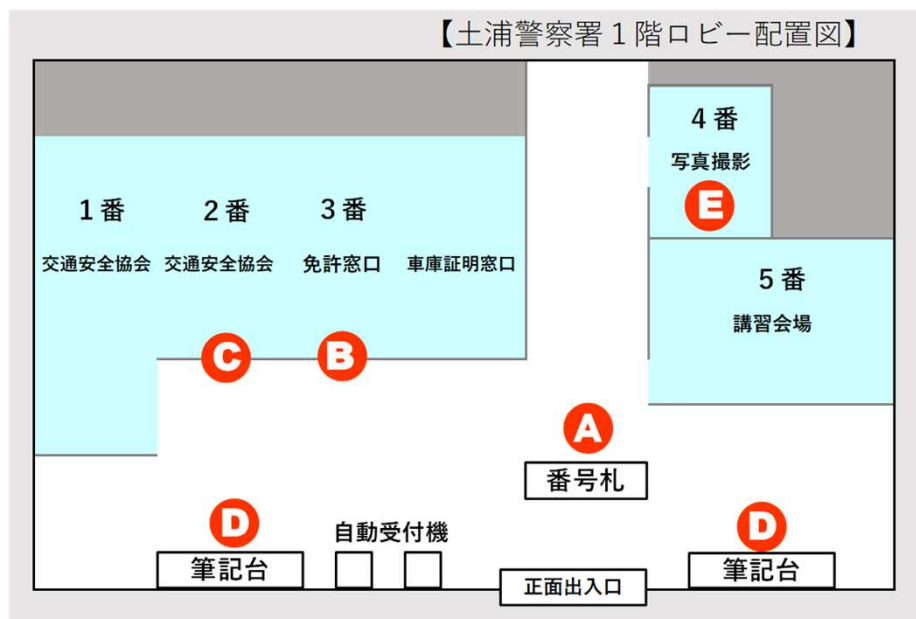 【土浦警察署1階ロビー配置図】
4番
写真撮影
E
1番
2番
3番
交通安全協会
交通安全協会
免許窓口
車庫証明窓口
5番
講習会場
C
B
A
番号札
D
自動受付機
D
筆記台
筆記台
正面出入口